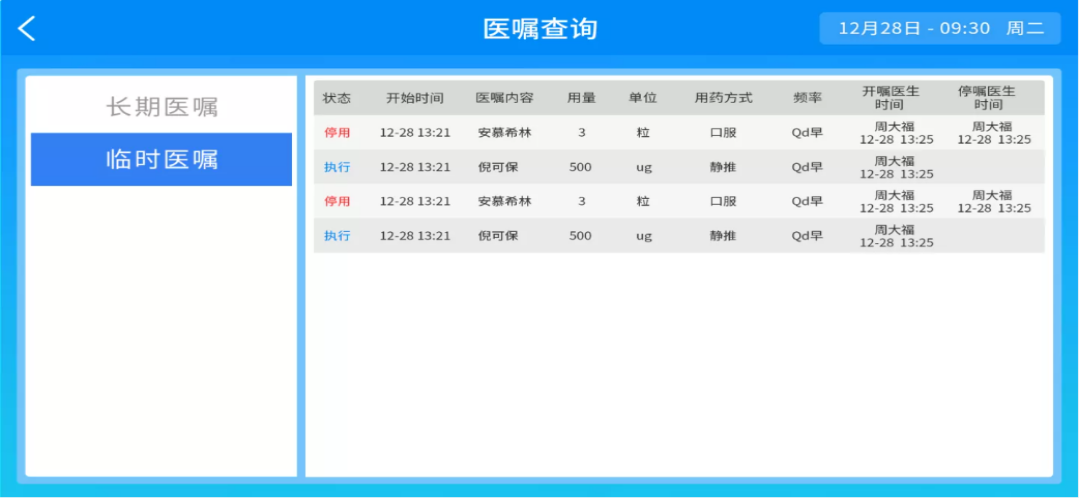 医嘱查询
12月28日 - 09:30 周二
长期医嘱
临时医嘱
状态 开始时间 医嘱内容 用量 单位 用药方式 频率 开嘱医生时间 停嘱医生时间
停用 12-28 13:21 安慕希林 3 粒 口服 Qd早 周大福 12-28 13:25 周大福 12-28 13:25
执行 12-28 13:21 倪可保 500 ug 静推 Qd早 周大福 12-28 13:25
停用 12-28 13:21 安慕希林 3 粒 口服 Qd早 周大福 12-28 13:25 周大福 12-28 13:25
执行 12-28 13:21 倪可保 500 ug 静推 Qd早 周大福 12-28 13:25